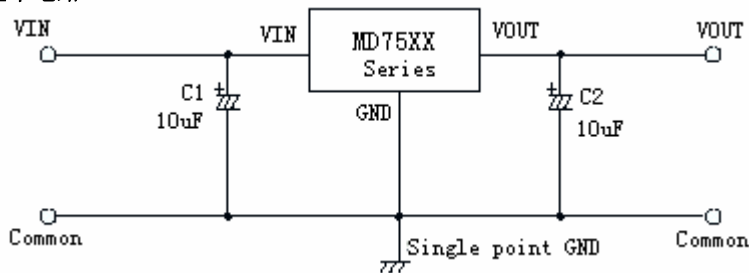 VIN
VIN
MD75XX
Series
VOUT
VOUT
C1
10uF
GND
C2
10uF
Common
Single point GND
Common